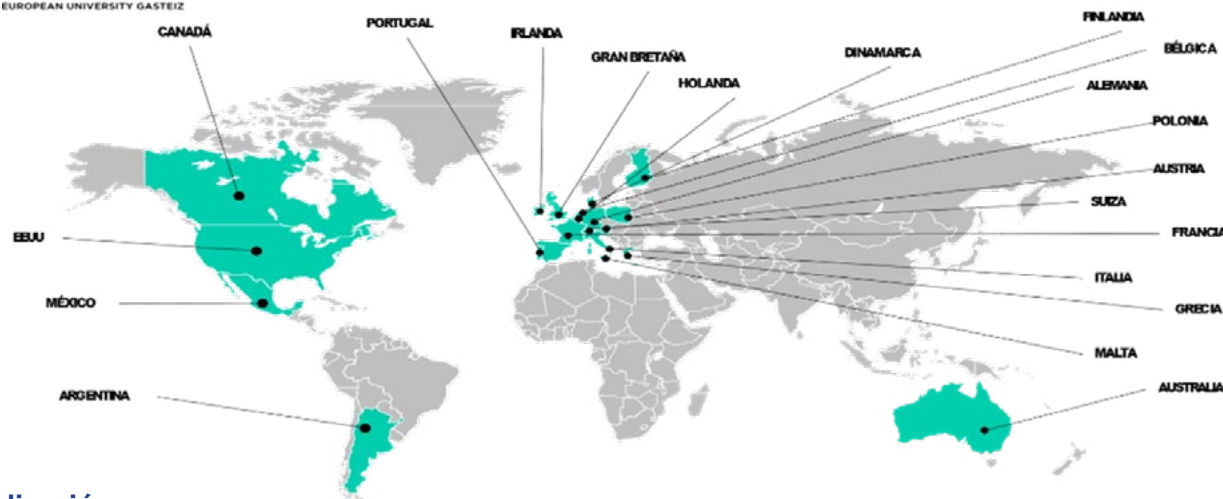 EUROPEAN UNIVERSITY GASTEIZ
FINLANDIA
PORTUGAL
CANADÁ
IRLANDA
BÉLGICA
DINAMARCA
GRAN BRETAÑA
HOLANDA
ALEMANIA
POLONIA
AUSTRIA
SUIZA
FRANCIA
EEUU
ITALIA
MÉXICO
GRECIA
MALTA
AUSTRALIA
ARGENTINA